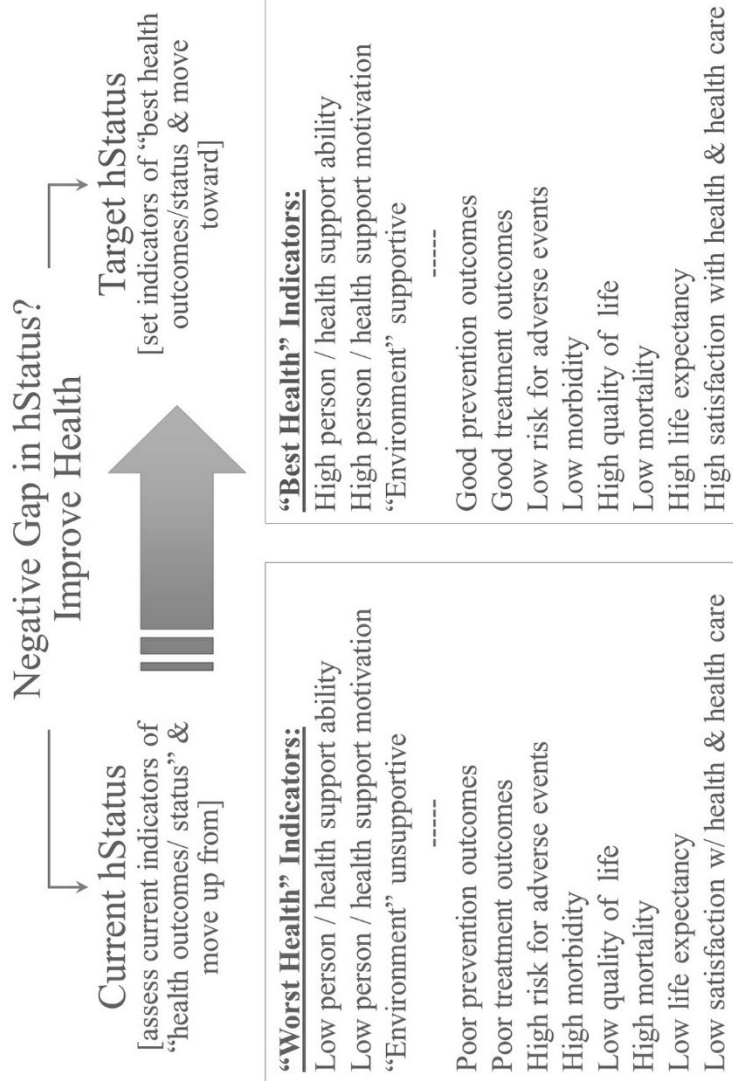 Negative Gap in hStatus?
Improve Health
Current hStatus
[assess current indicators of
“health outcomes/ status” &
move up from]
Target hStatus
[set indicators of “best health
outcomes/status & move
toward]
“Worst Health” Indicators:
Low person / health support ability
Low person / health support motivation
“Environment” unsupportive
-----
Poor prevention outcomes
Poor treatment outcomes
High risk for adverse events
High morbidity
Low quality of life
High mortality
Low life expectancy
Low satisfaction w/ health & health care
“Best Health” Indicators:
High person / health support ability
High person / health support motivation
“Environment” supportive
-----
Good prevention outcomes
Good treatment outcomes
Low risk for adverse events
Low morbidity
High quality of life
Low mortality
High life expectancy
High satisfaction with health & health care